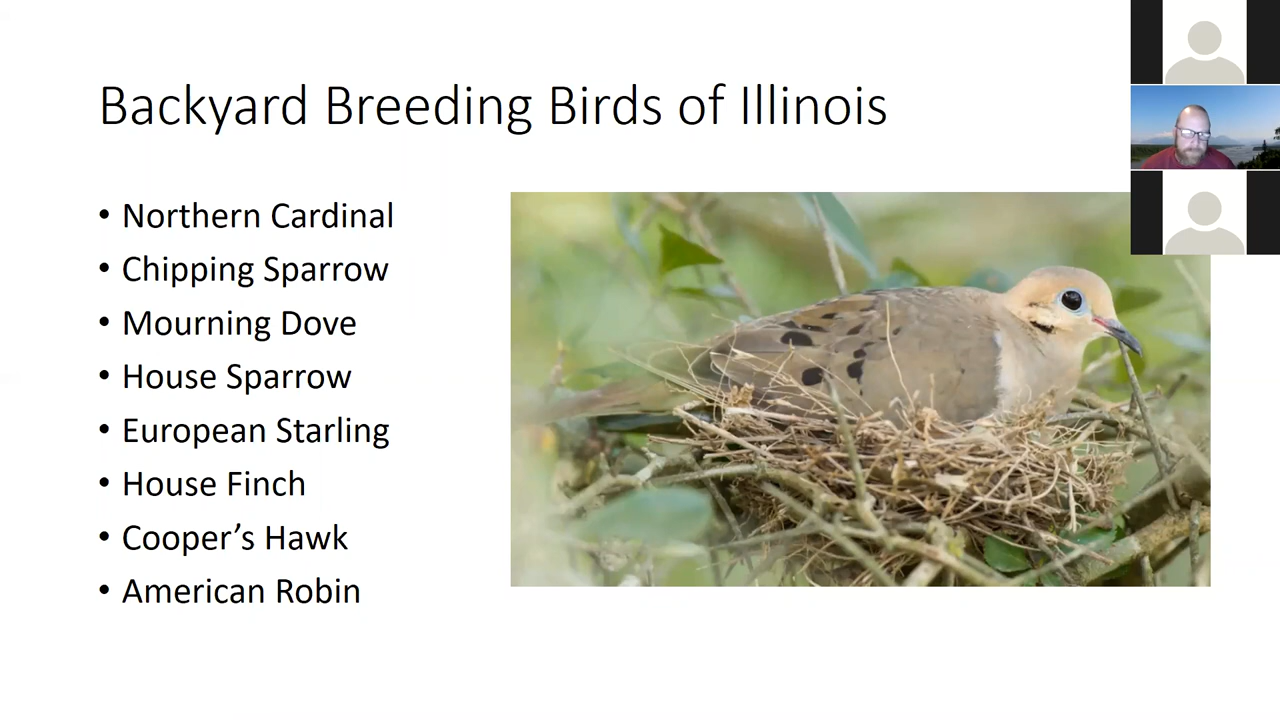 Backyard Breeding Birds of Illinois
• Northern Cardinal
• Chipping Sparrow
• Mourning Dove
• House Sparrow
• European Starling
• House Finch
• Cooper’s Hawk
• American Robin